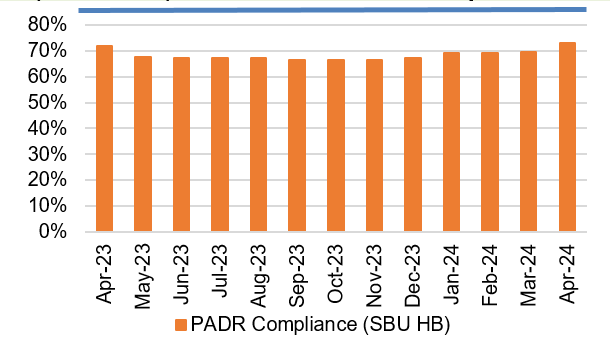 80%
70%
60%
50%
40%
30%
20%
10%
0%
Apr-23
May-23
Jun-23
Jul-23
Aug-23
Sep-23
Oct-23
Nov-23
Dec-23
Jan-24
Feb-24
Mar-24
Apr-24
PADR Compliance (SBU HB)